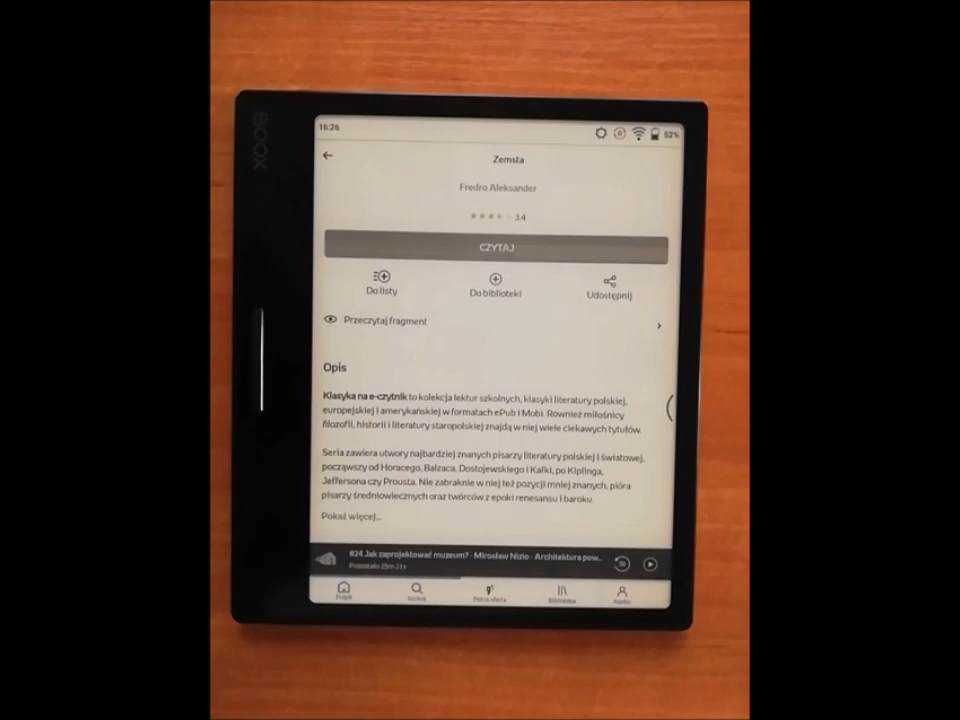 BOOX
16:26
52%
Zemsta
Fredro Aleksander
3.4
CZYTAJ
Do listy
Do biblioteki
Udostępnij
Przeczytaj fragment
Opis
Klasyka na e-czytnik to kolekcja lektur szkolnych, klasyki literatury polskiej,
europejskiej i amerykańskiej w formatach ePub i Mobi. Również miłośnicy
filozofii, historii i literatury staropolskiej znajdą w niej wiele ciekawych tytułów.
Seria zawiera utwory najbardziej znanych pisarzy literatury polskiej i światowej,
począwszy od Horacego, Balzaca, Dostojewskiego i Kafki, po Kiplinga,
Jeffersona czy Prousta. Nie zabraknie w niej też pozycji mniej znanych, pióra
pisarzy średniowiecznych oraz twórców z epoki renesansu i baroku.
Pokaż więcej...
#24 Jak zaprojektować muzeum? - Mirosław Nizio - Architektura pow...
Pozostało 25m 21s
Szukaj
Pełna oferta
Biblioteka
Konto